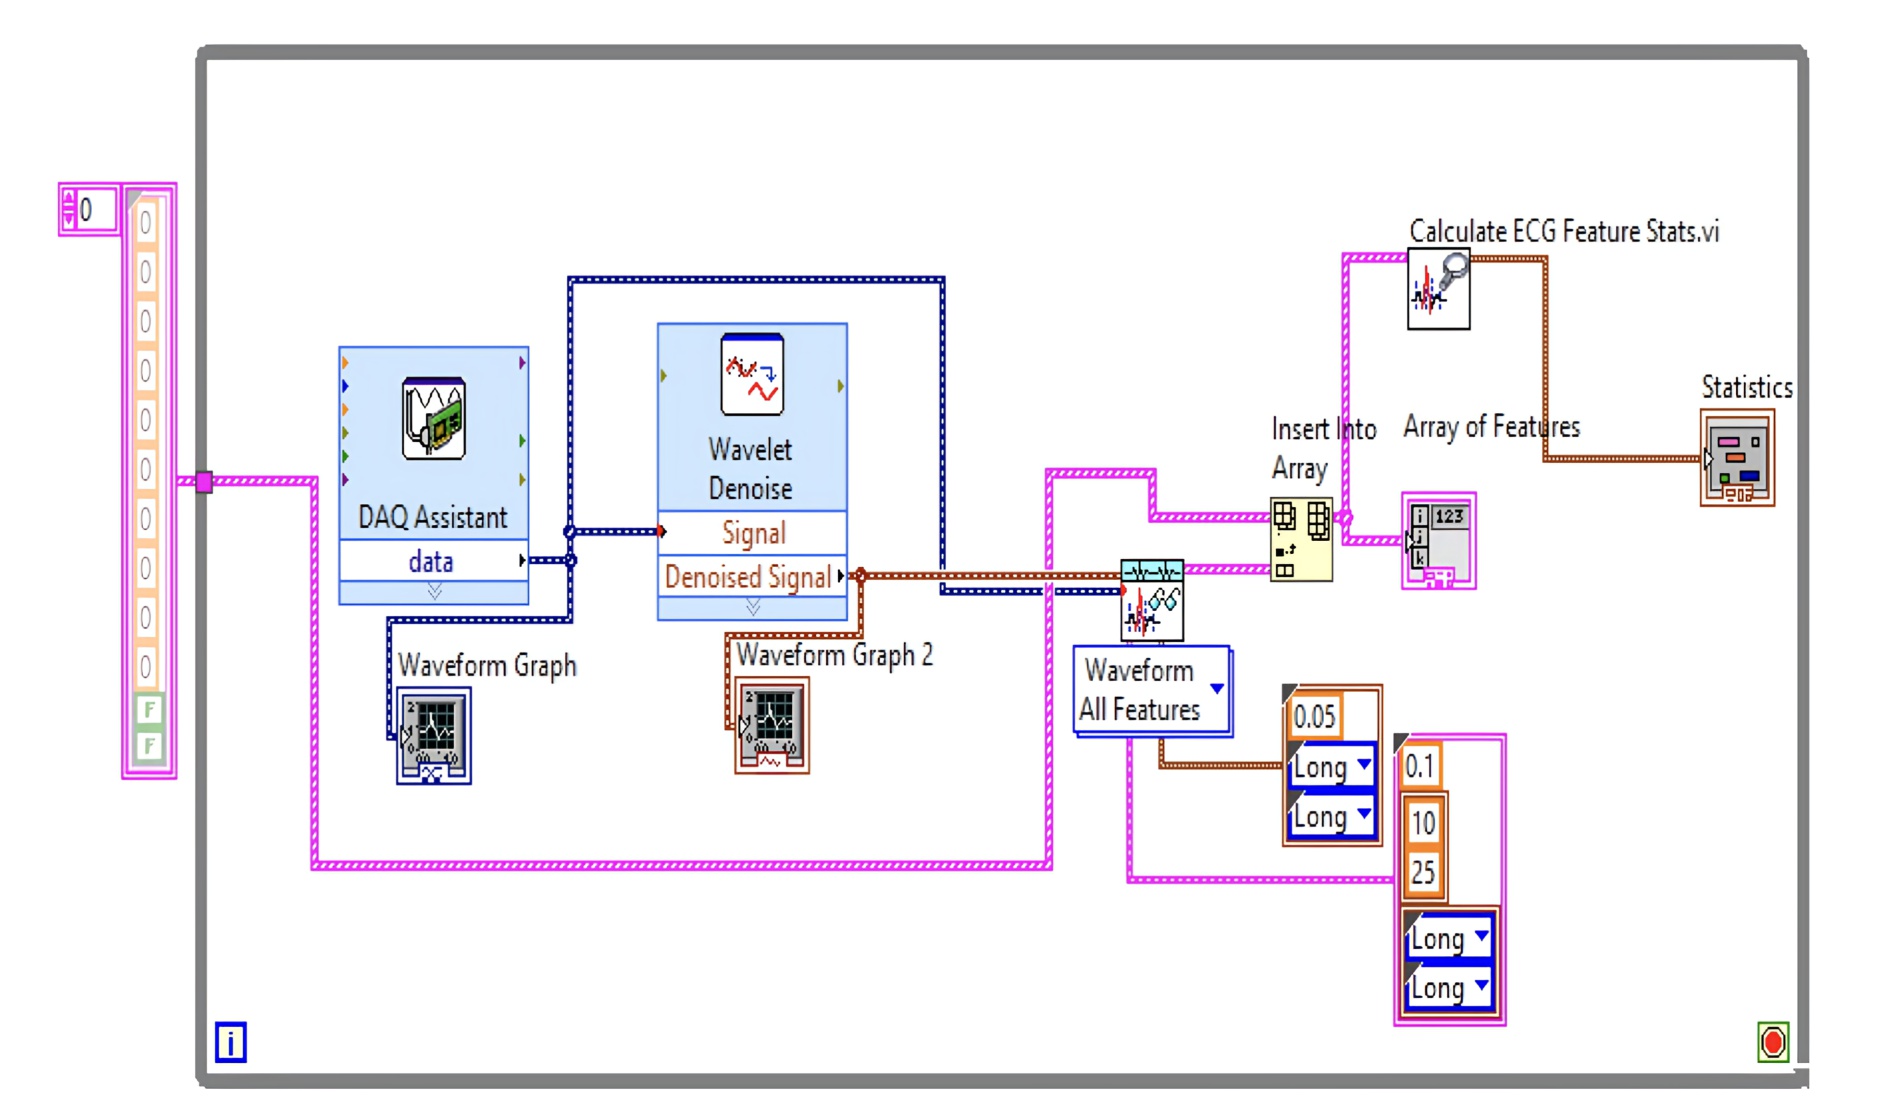 0
0
0
0
0
0
0
0
0
0
0
F
F
DAQ Assistant
data
Waveform Graph
Wavelet
Denoise
Signal
Denoised Signal
Waveform Graph 2
Waveform
All Features
Insert Into
Array
Calculate ECG Feature Stats.vi
Array of Features
i
123
j
k
Statistics
0.05
Long
Long
0.1
10
25
Long
Long
i